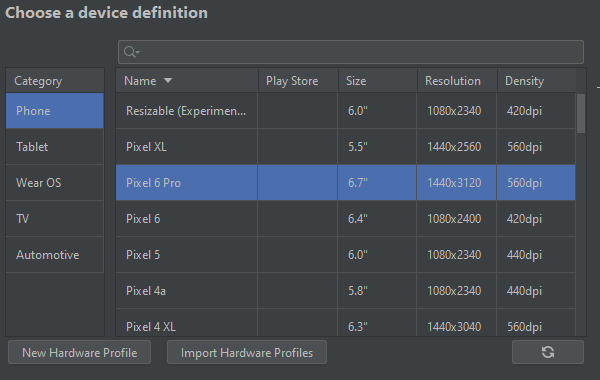 Choose a device definition
Category Name Play Store Size Resolution Density
Phone Resizable (Experimen... 6.0" 1080x2340 420dpi
Tablet Pixel XL 5.5" 1440x2560 560dpi
Wear OS Pixel 6 Pro 6.7" 1440x3120 560dpi
TV Pixel 6 6.4" 1080x2400 420dpi
Automotive Pixel 5 6.0" 1080x2340 440dpi
Pixel 4a 5.8" 1080x2340 440dpi
Pixel 4 XL 6.3" 1440x3040 560dpi
New Hardware Profile Import Hardware Profiles